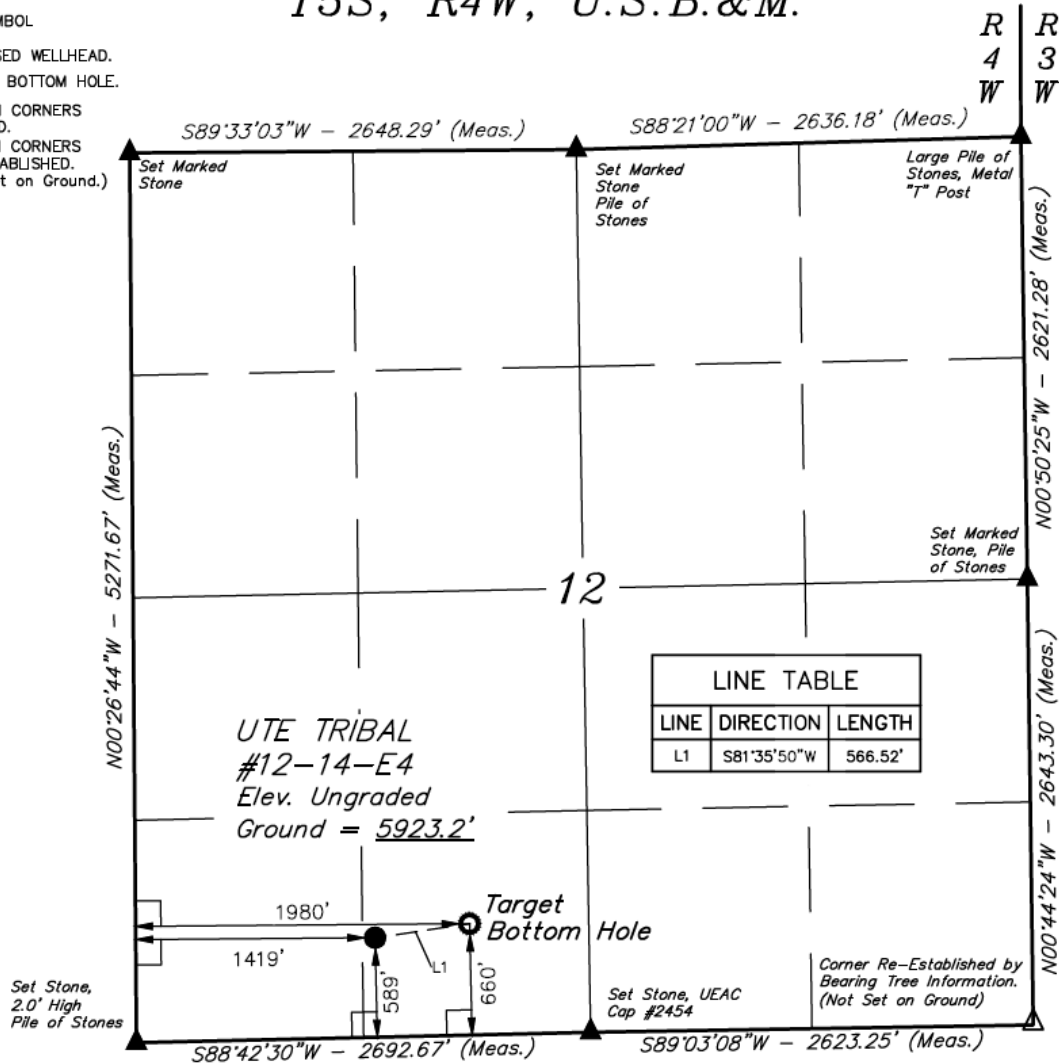 T5S, R4W, U.S.B.&M.
WELLHEAD.
BOTTOM HOLE.
CORNERS
CORNERS
on Ground.)
R R
4 3
W W
S89°33'03"W - 2648.29' (Meas.)
S88°21'00"W - 2636.18' (Meas.)
Set Marked
Stone
Set Marked
Stone
Pile of
Stones
Large Pile of
Stones, Metal
"T" Post
N00°50'25"W - 2621.28' (Meas.)
N00°26'44"W - 5271.67' (Meas.)
Set Marked
Stone, Pile
of Stones
12
LINE TABLE
LINE DIRECTION LENGTH
L1 S81°35'50"W 566.52'
UTE TRIBAL
#12-14-E4
Elev. Ungraded
Ground = 5923.2'
N00°44'24"W - 2643.30' (Meas.)
1980'
Target
Bottom Hole
1419'
L1
589'
660'
Set Stone,
2.0' High
Pile of Stones
Set Stone, UEAC
Cap #2454
Corner Re-Established by
Bearing Tree Information.
(Not Set on Ground)
S88°42'30"W - 2692.67' (Meas.)
S89°03'08"W - 2623.25' (Meas.)